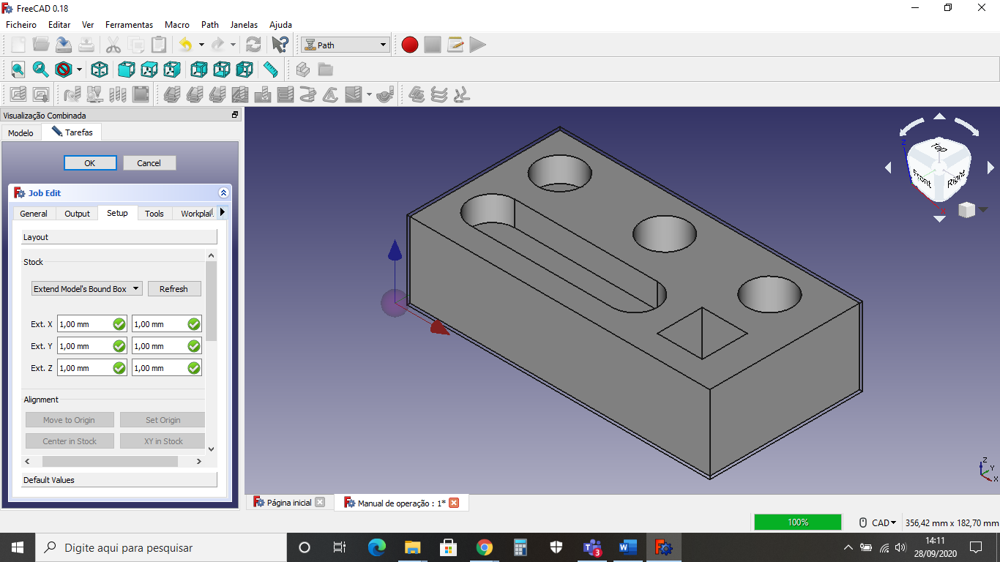 FreeCAD 0.18
Ficheiro Editar Ver Ferramentas Macro Path Janelas Ajuda
Path
Visualização Combinada
Modelo Tarefas
OK Cancel
Job Edit
General Output Setup Tools Workplan
Layout
Stock
Extend Model's Bound Box Refresh
Ext. X 1,00 mm 1,00 mm
Ext. Y 1,00 mm 1,00 mm
Ext. Z 1,00 mm 1,00 mm
Alignment
Move to Origin Set Origin
Center in Stock XY in Stock
Default Values
Top
Front Right
Z
X
Z
Y
X
Página inicial Manual de operação : 1*
100% CAD 356,42 mm x 182,70 mm
Digite aqui para pesquisar
3
14:11
28/09/2020